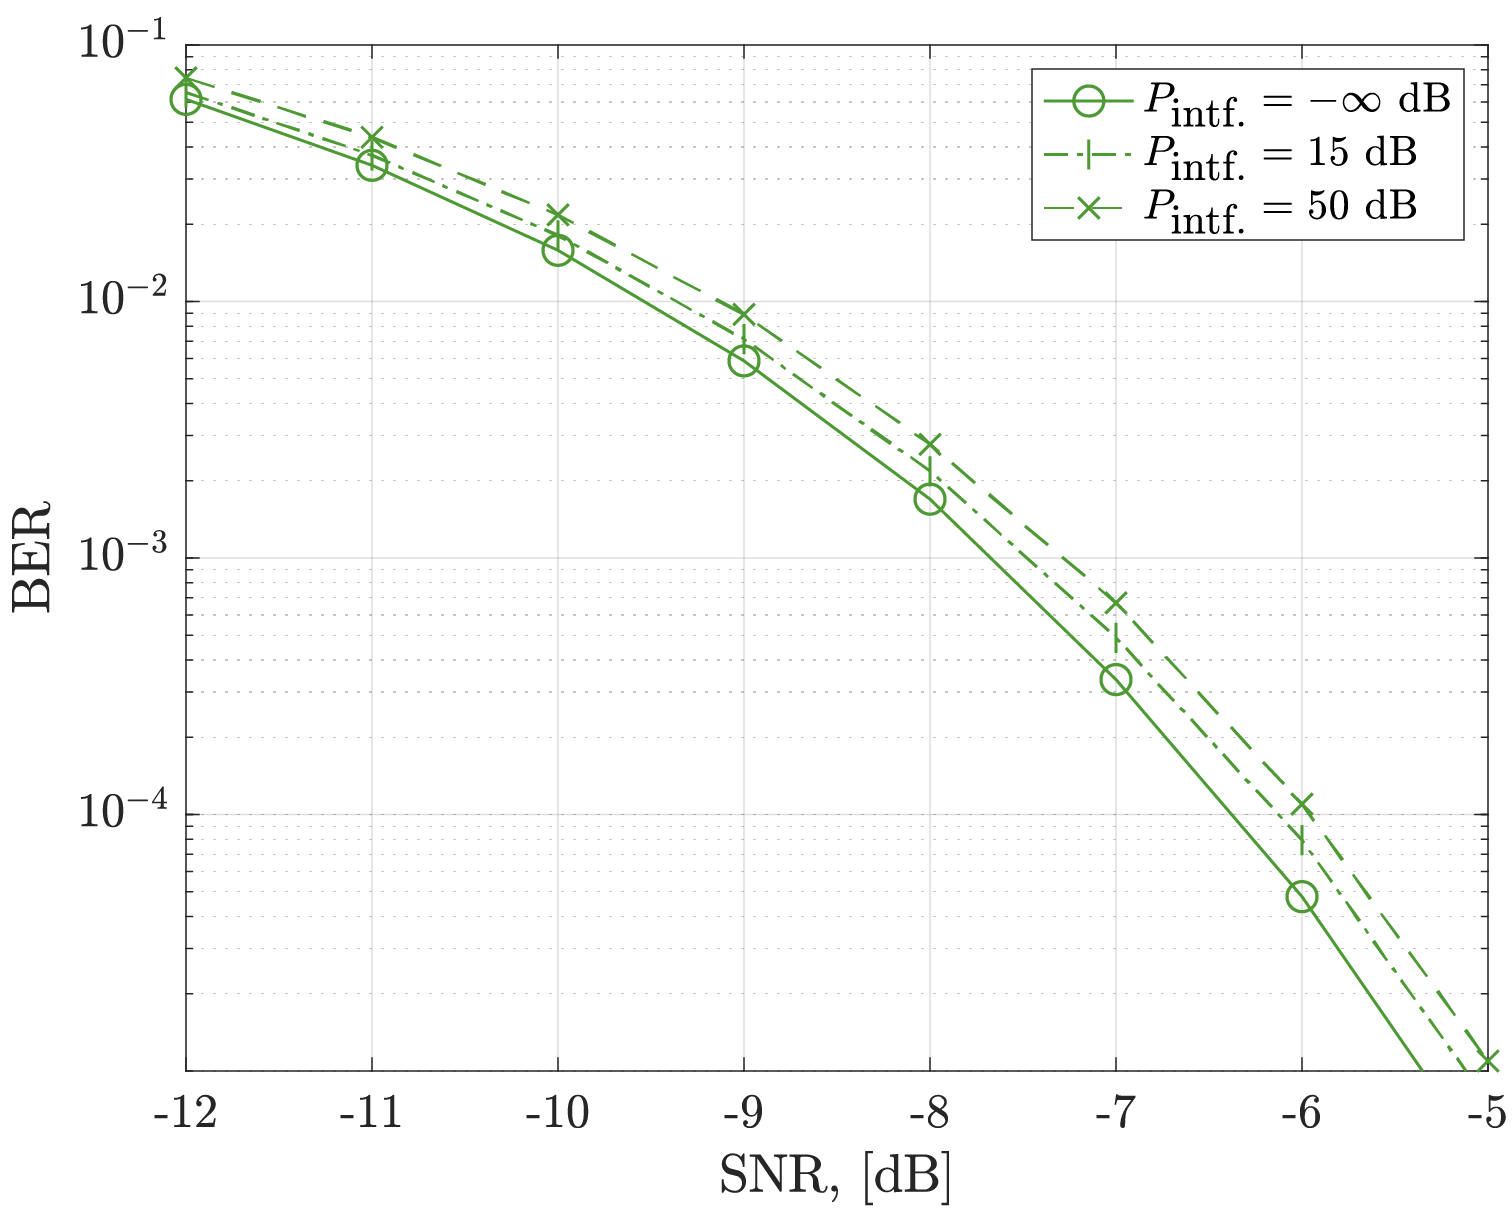 10⁻¹
10⁻²
10⁻³
10⁻⁴
BER
P_intf. = −∞ dB
P_intf. = 15 dB
P_intf. = 50 dB
-12 -11 -10 -9 -8 -7 -6 -5
SNR, [dB]